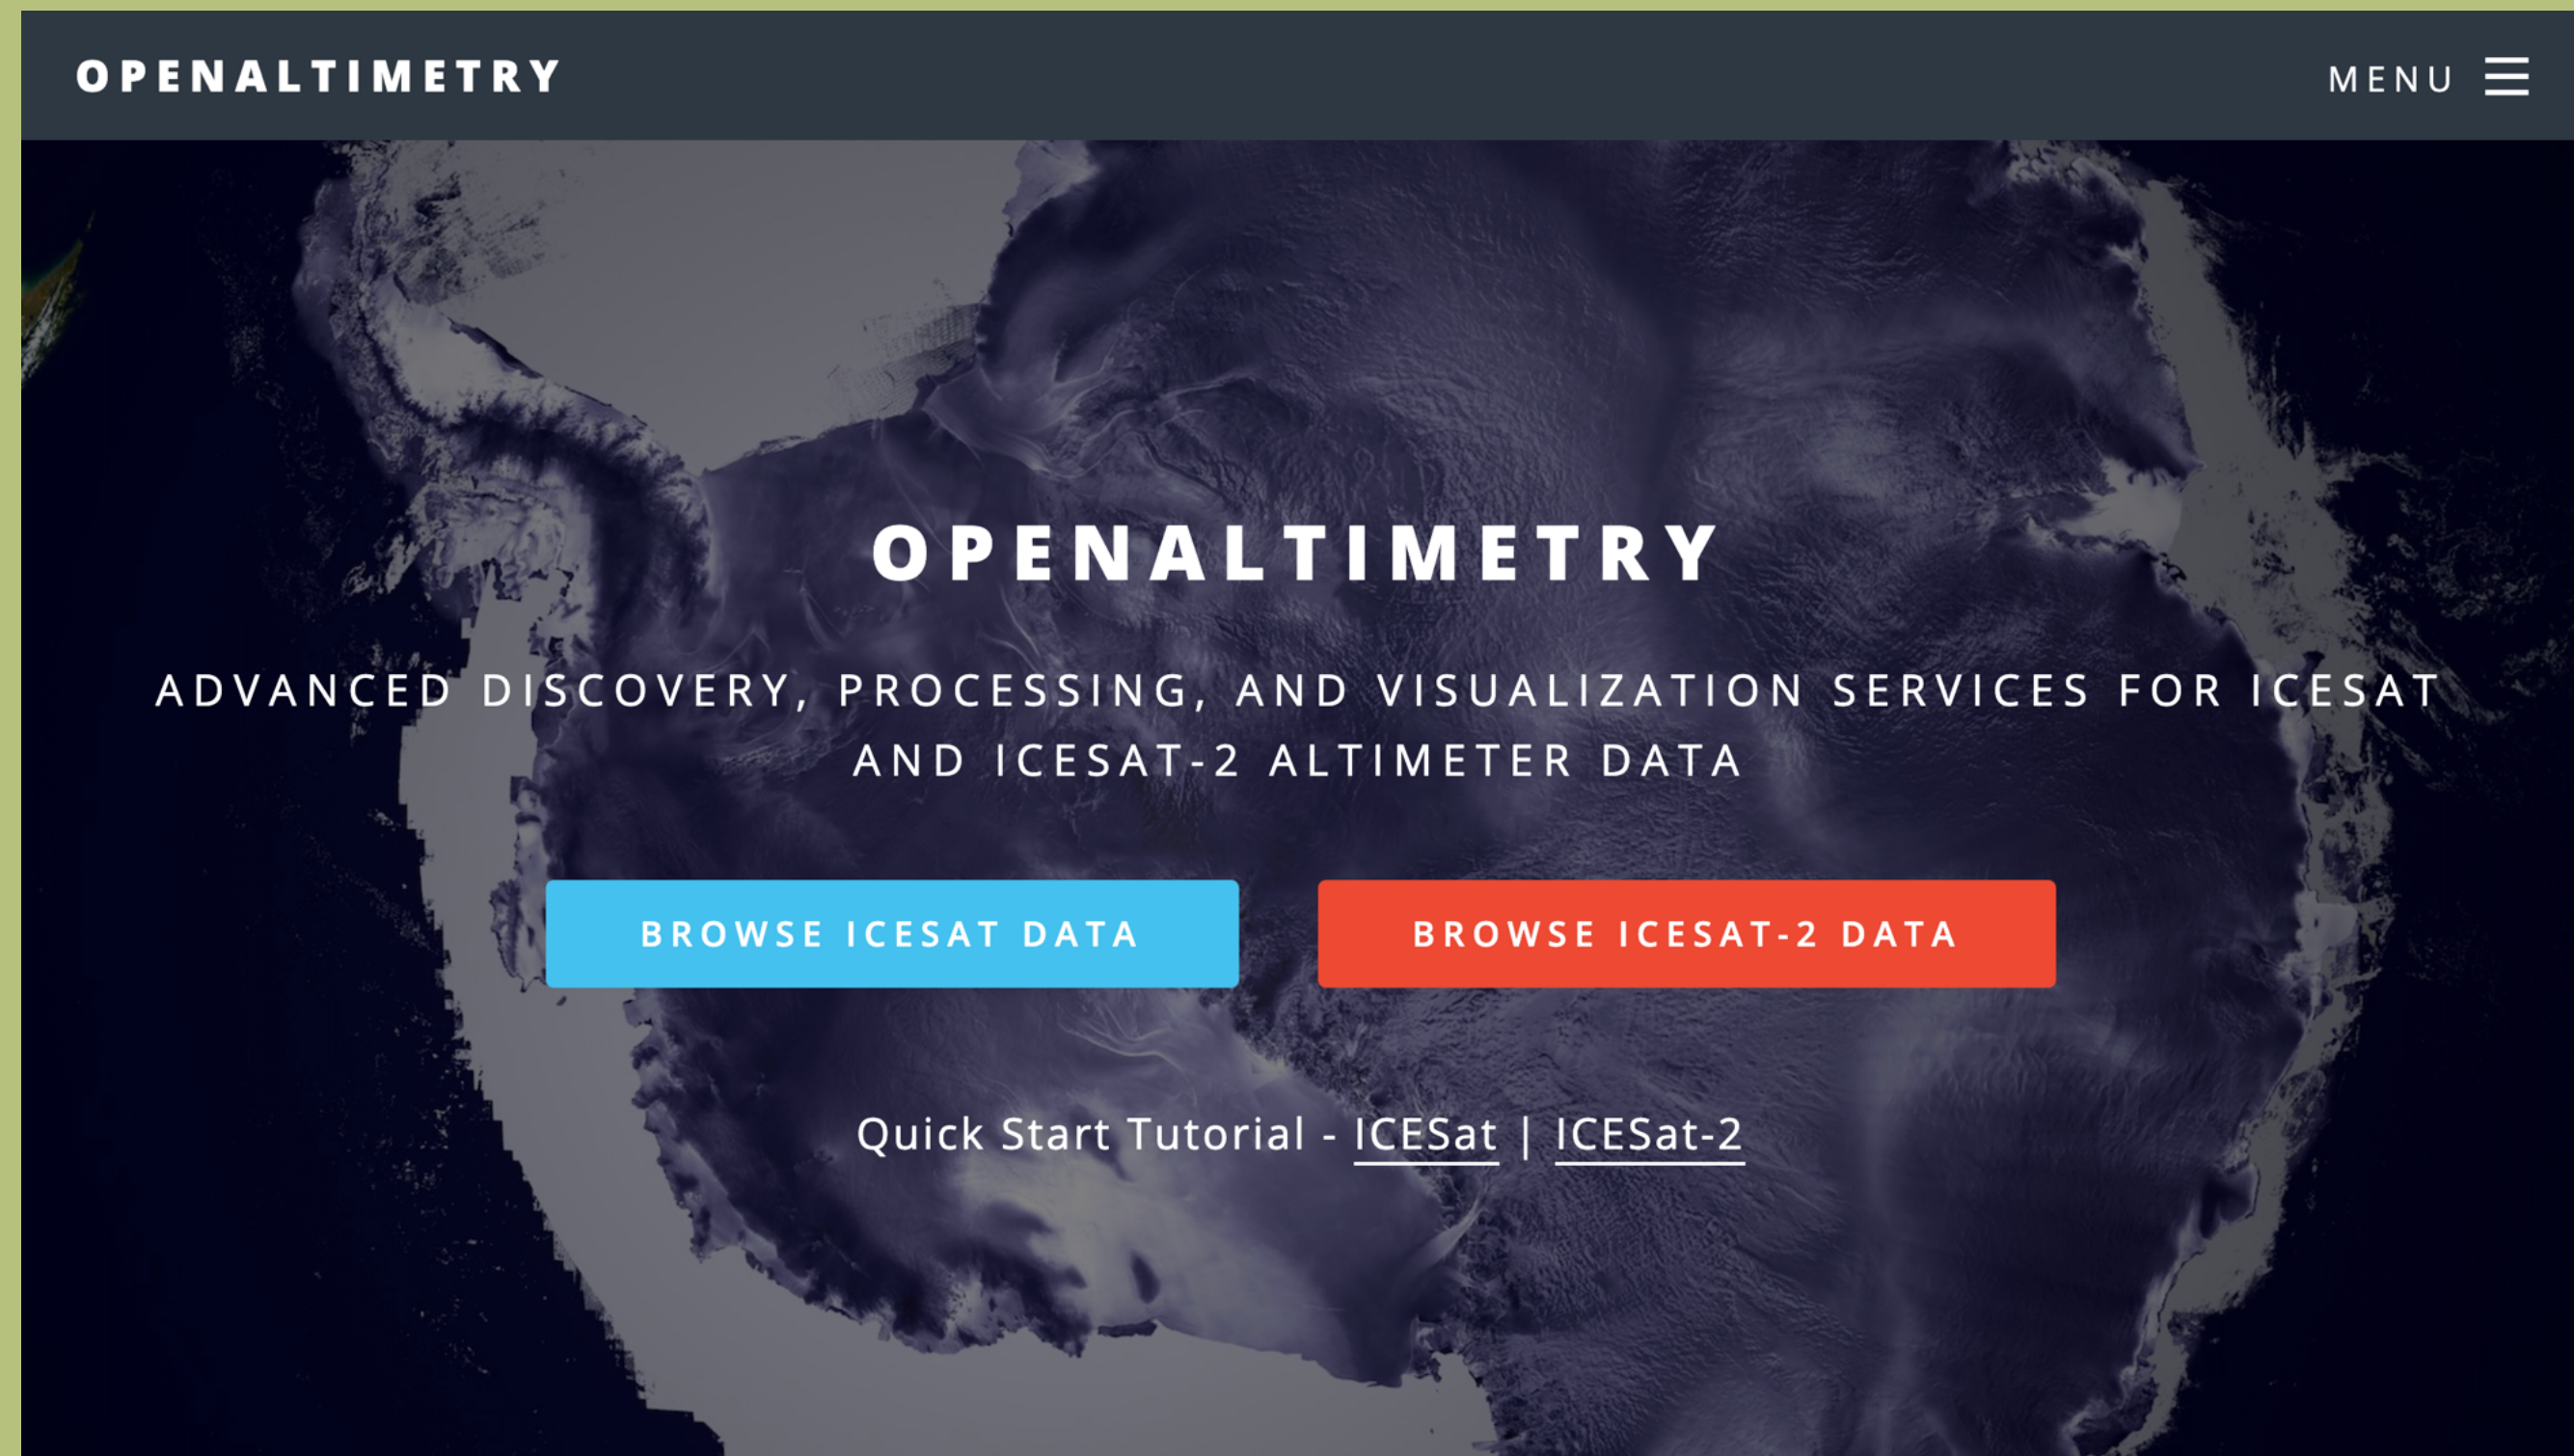 OPENALTIMETRY
MENU
OPENALTIMETRY
ADVANCED DISCOVERY, PROCESSING, AND VISUALIZATION SERVICES FOR ICESAT
AND ICESAT-2 ALTIMETER DATA
BROWSE ICESAT DATA
BROWSE ICESAT-2 DATA
Quick Start Tutorial - ICESat | ICESat-2